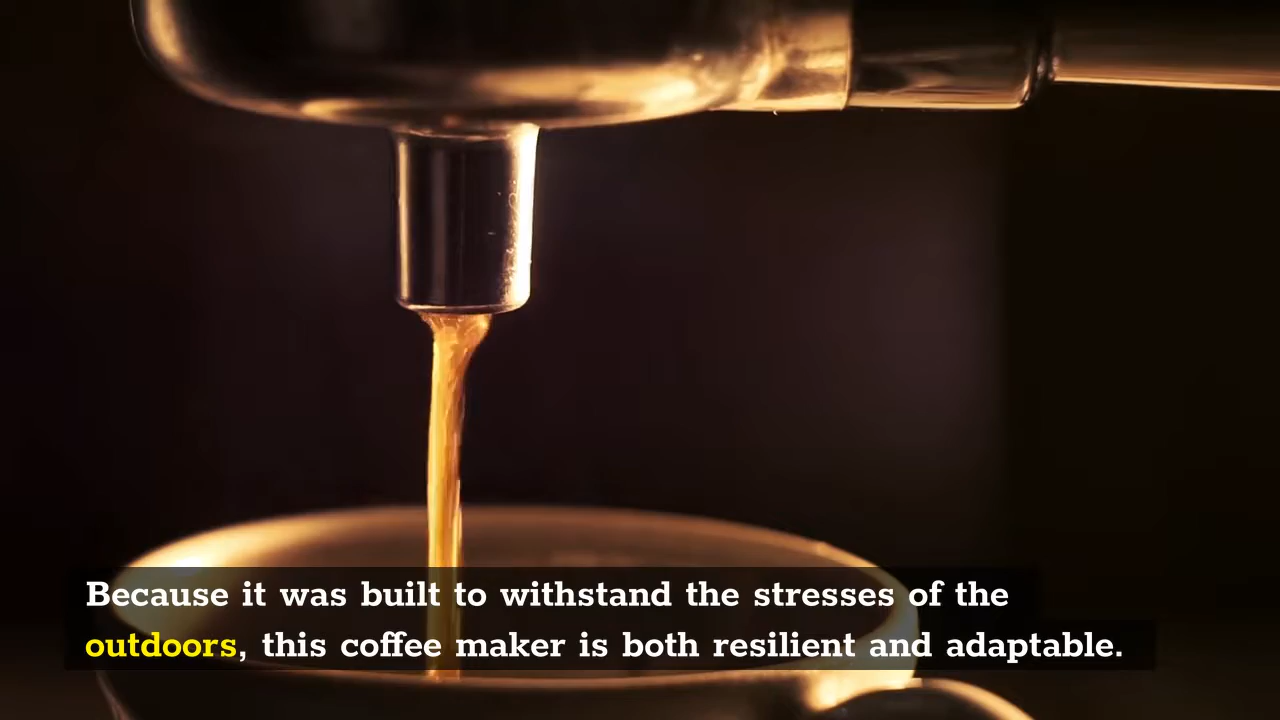 Because it was built to withstand the stresses of the
outdoors, this coffee maker is both resilient and adaptable.